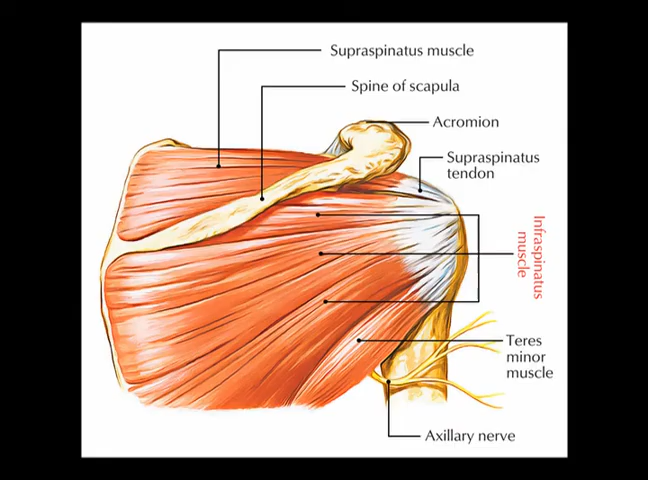 Supraspinatus muscle
Spine of scapula
Acromion
Supraspinatus
tendon
Infraspinatus
muscle
Teres
minor
muscle
Axillary nerve